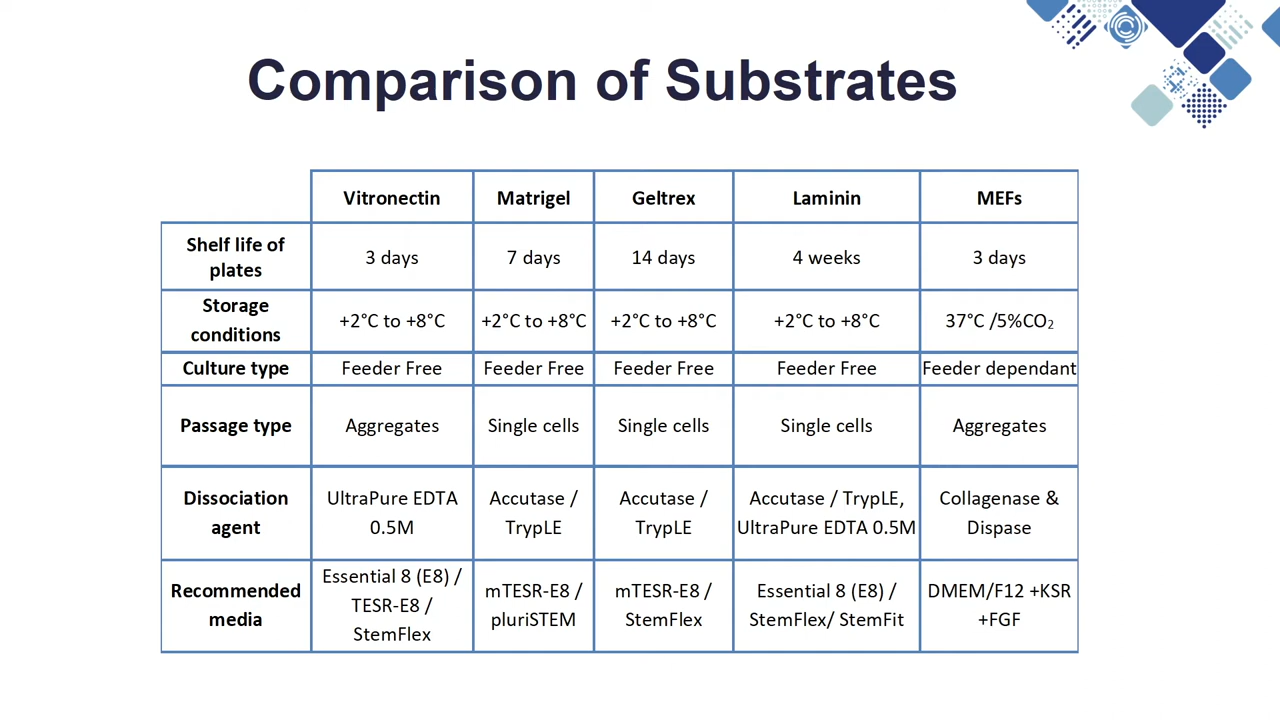 Comparison of Substrates
Vitronectin Matrigel Geltrex Laminin MEFs
Shelf life of
plates
3 days 7 days 14 days 4 weeks 3 days
Storage
conditions
+2°C to +8°C +2°C to +8°C +2°C to +8°C +2°C to +8°C 37°C /5%CO₂
Culture type Feeder Free Feeder Free Feeder Free Feeder Free Feeder dependant
Passage type Aggregates Single cells Single cells Single cells Aggregates
Dissociation
agent
UltraPure EDTA
0.5M
Accutase /
TrypLE
Accutase /
TrypLE
Accutase / TrypLE,
UltraPure EDTA 0.5M
Collagenase &
Dispase
Recommended
media
Essential 8 (E8) /
TESR-E8 /
StemFlex
mTESR-E8 /
pluriSTEM
mTESR-E8 /
StemFlex
Essential 8 (E8) /
StemFlex/ StemFit
DMEM/F12 +KSR
+FGF